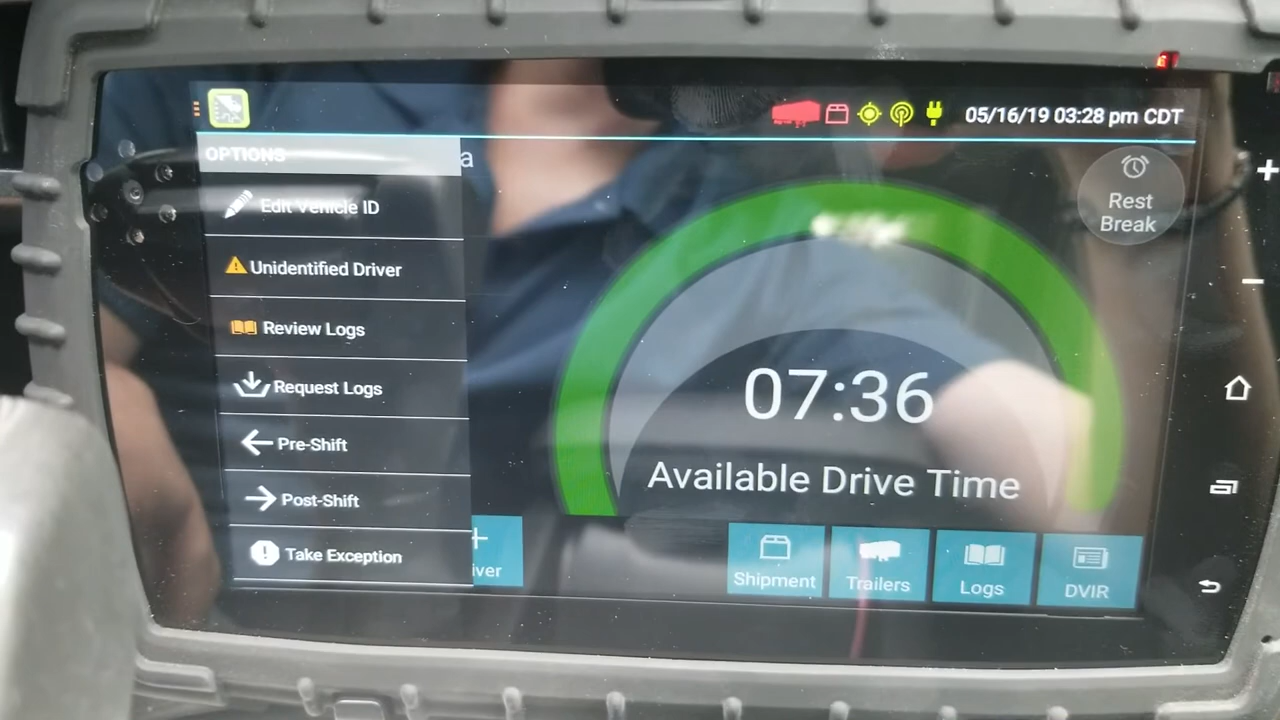 05/16/19 03:28 pm CDT
OPTIONS
a
Edit Vehicle ID
Unidentified Driver
Review Logs
Request Logs
Pre-Shift
Post-Shift
Take Exception
iver
Rest
Break
07:36
Available Drive Time
Shipment
Trailers
Logs
DVIR